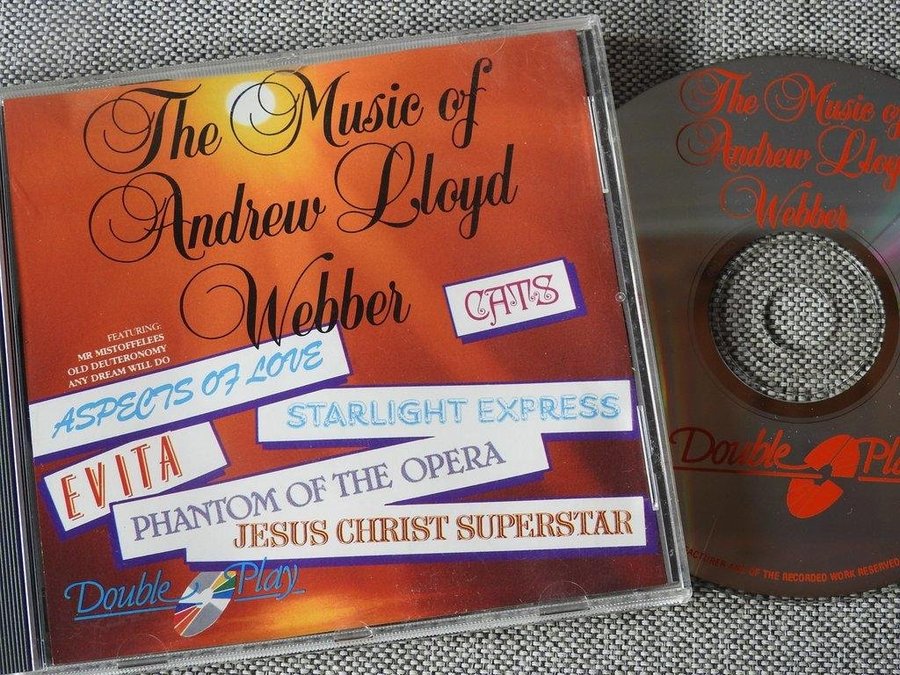 The Music of
Andrew Lloyd
Webber
CATS
FEATURING:
MR MISTOFFELEES
OLD DEUTERONOMY
ANY DREAM WILL DO
ASPECTS OF LOVE
STARLIGHT EXPRESS
EVITA
PHANTOM OF THE OPERA
JESUS CHRIST SUPERSTAR
Double Play
The Music of
Andrew Lloyd
Webber
Double Play
OF THE RECORDED WORK RESERVED